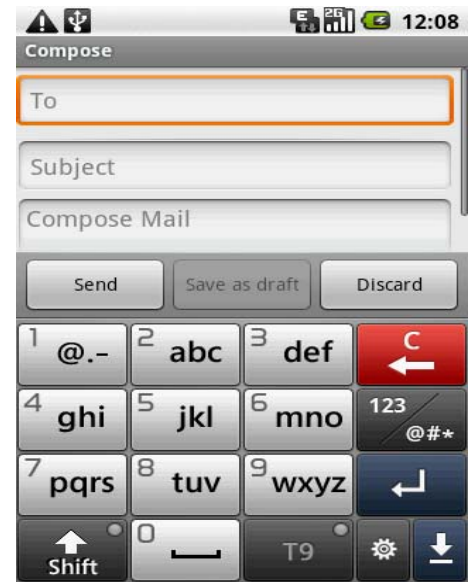 E 2G 12:08
Compose
To
Subject
Compose Mail
Send Save as draft Discard
1 @.- 2 abc 3 def C
4 ghi 5 jkl 6 mno 123 @#*
7 pqrs 8 tuv 9 wxyz
Shift 0 T9